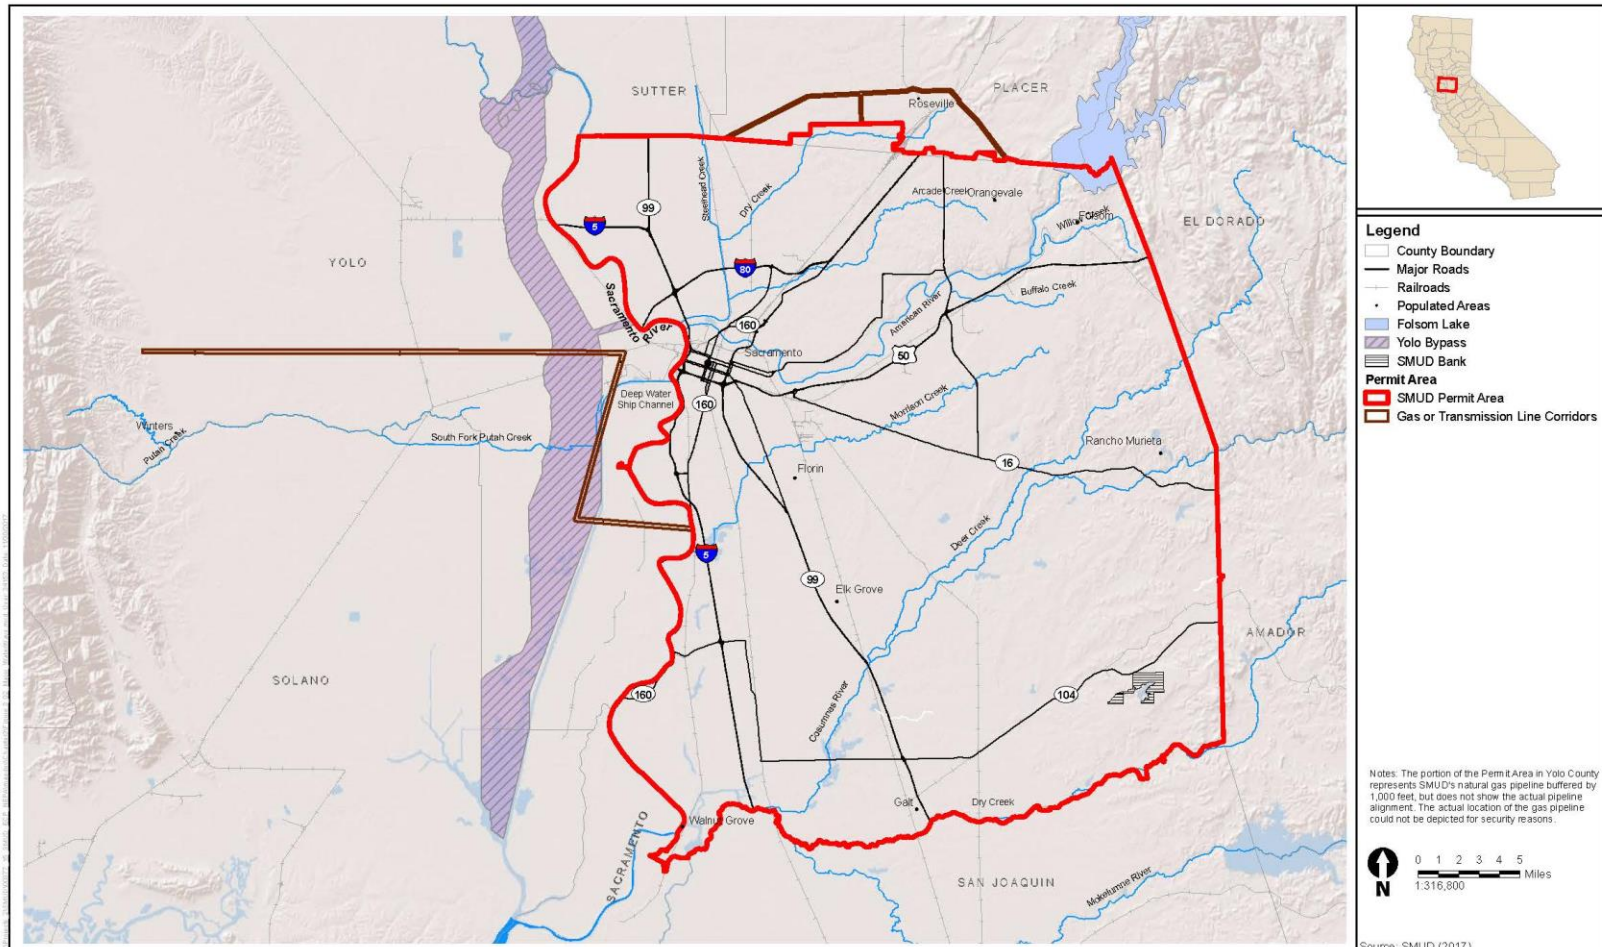 SUTTER
PLACER
Roseville
99
Steelhead Creek
Dry Creek
Arcade Creek
Orangevale
Folsom
EL DORADO
5
YOLO
80
Sacramento
River
American River
Buffalo Creek
160
Sacramento
50
Deep Water
Ship Channel
160
Morrison Creek
Winters
Putah Creek
South Fork Putah Creek
Rancho Murieta
16
Florin
Deer Creek
5
99
Elk Grove
AMADOR
SOLANO
160
104
Cosumnes River
Galt
Dry Creek
Walnut Grove
SACRAMENTO
SAN JOAQUIN
Mokelumne River
Legend
County Boundary
Major Roads
Railroads
Populated Areas
Folsom Lake
Yolo Bypass
SMUD Bank
Permit Area
SMUD Permit Area
Gas or Transmission Line Corridors
Notes: The portion of the Permit Area in Yolo County
represents SMUD's natural gas pipeline buffered by
1,000 feet, but does not show the actual pipeline
alignment. The actual location of the gas pipeline
could not be depicted for security reasons.
N
0 1 2 3 4 5
Miles
1:316,800
Source: SMUD (2017)